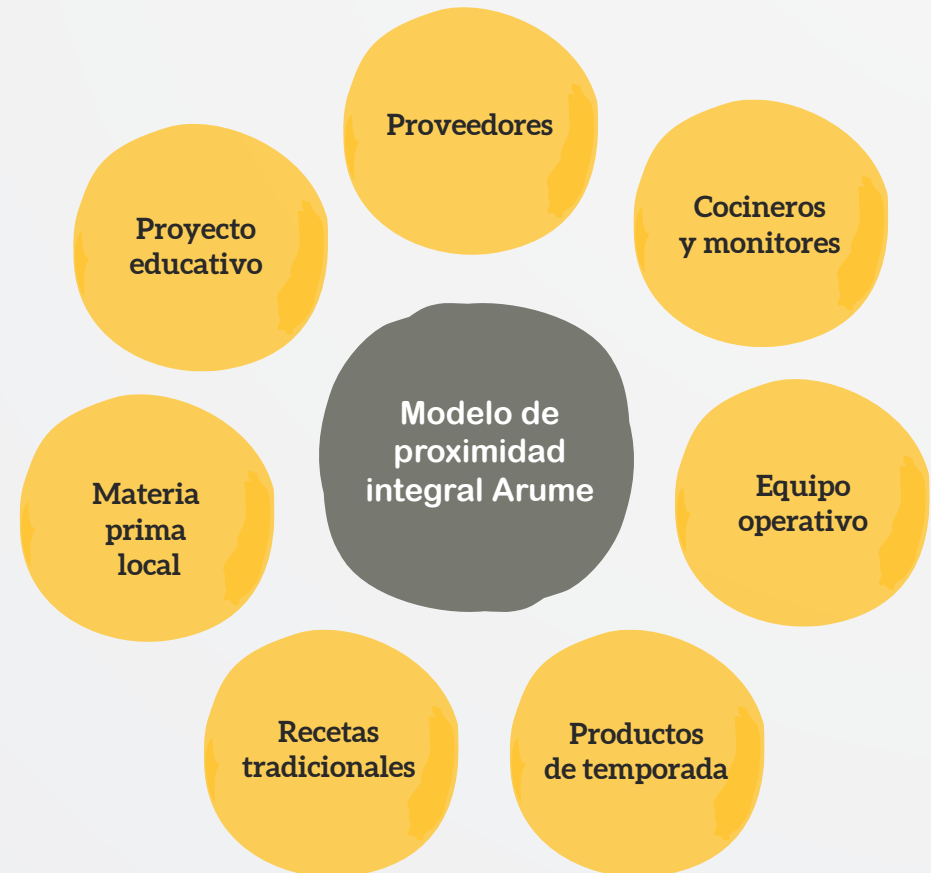 Proveedores
Cocineros
y monitores
Proyecto
educativo
Modelo de
proximidad
integral Arume
Equipo
operativo
Materia
prima
local
Recetas
tradicionales
Productos
de temporada